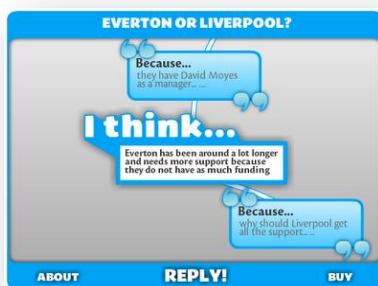 EVERTON OR LIVERPOOL?
Because...
they have David Moyes
as a manager... ...
I think...
Everton has been around a lot longer
and needs more support because
they do not have as much funding
Because...
why should Liverpool get
all the support... ...
ABOUT
REPLY!
BUY